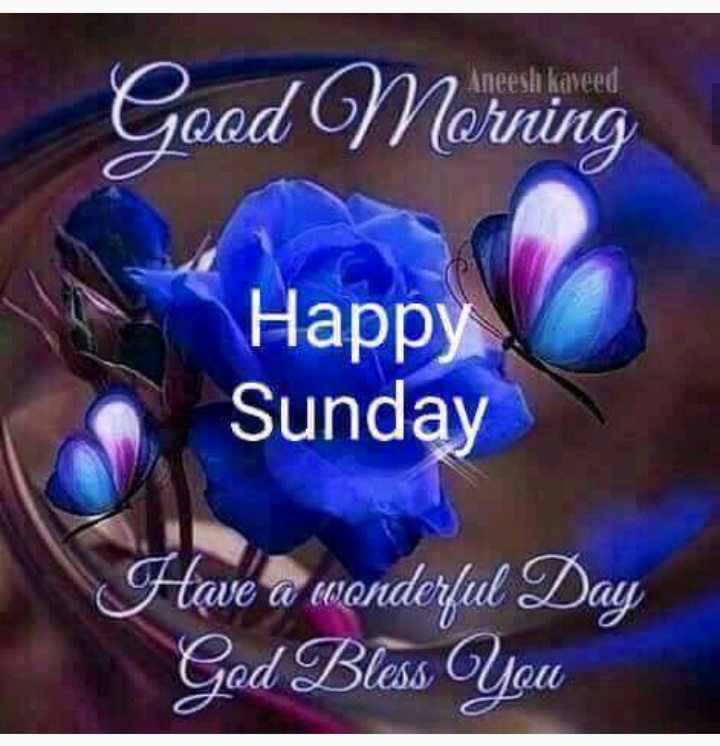 Aneesh kaveed
Good Morning
Happy
Sunday
Have a wonderful Day
God Bless You